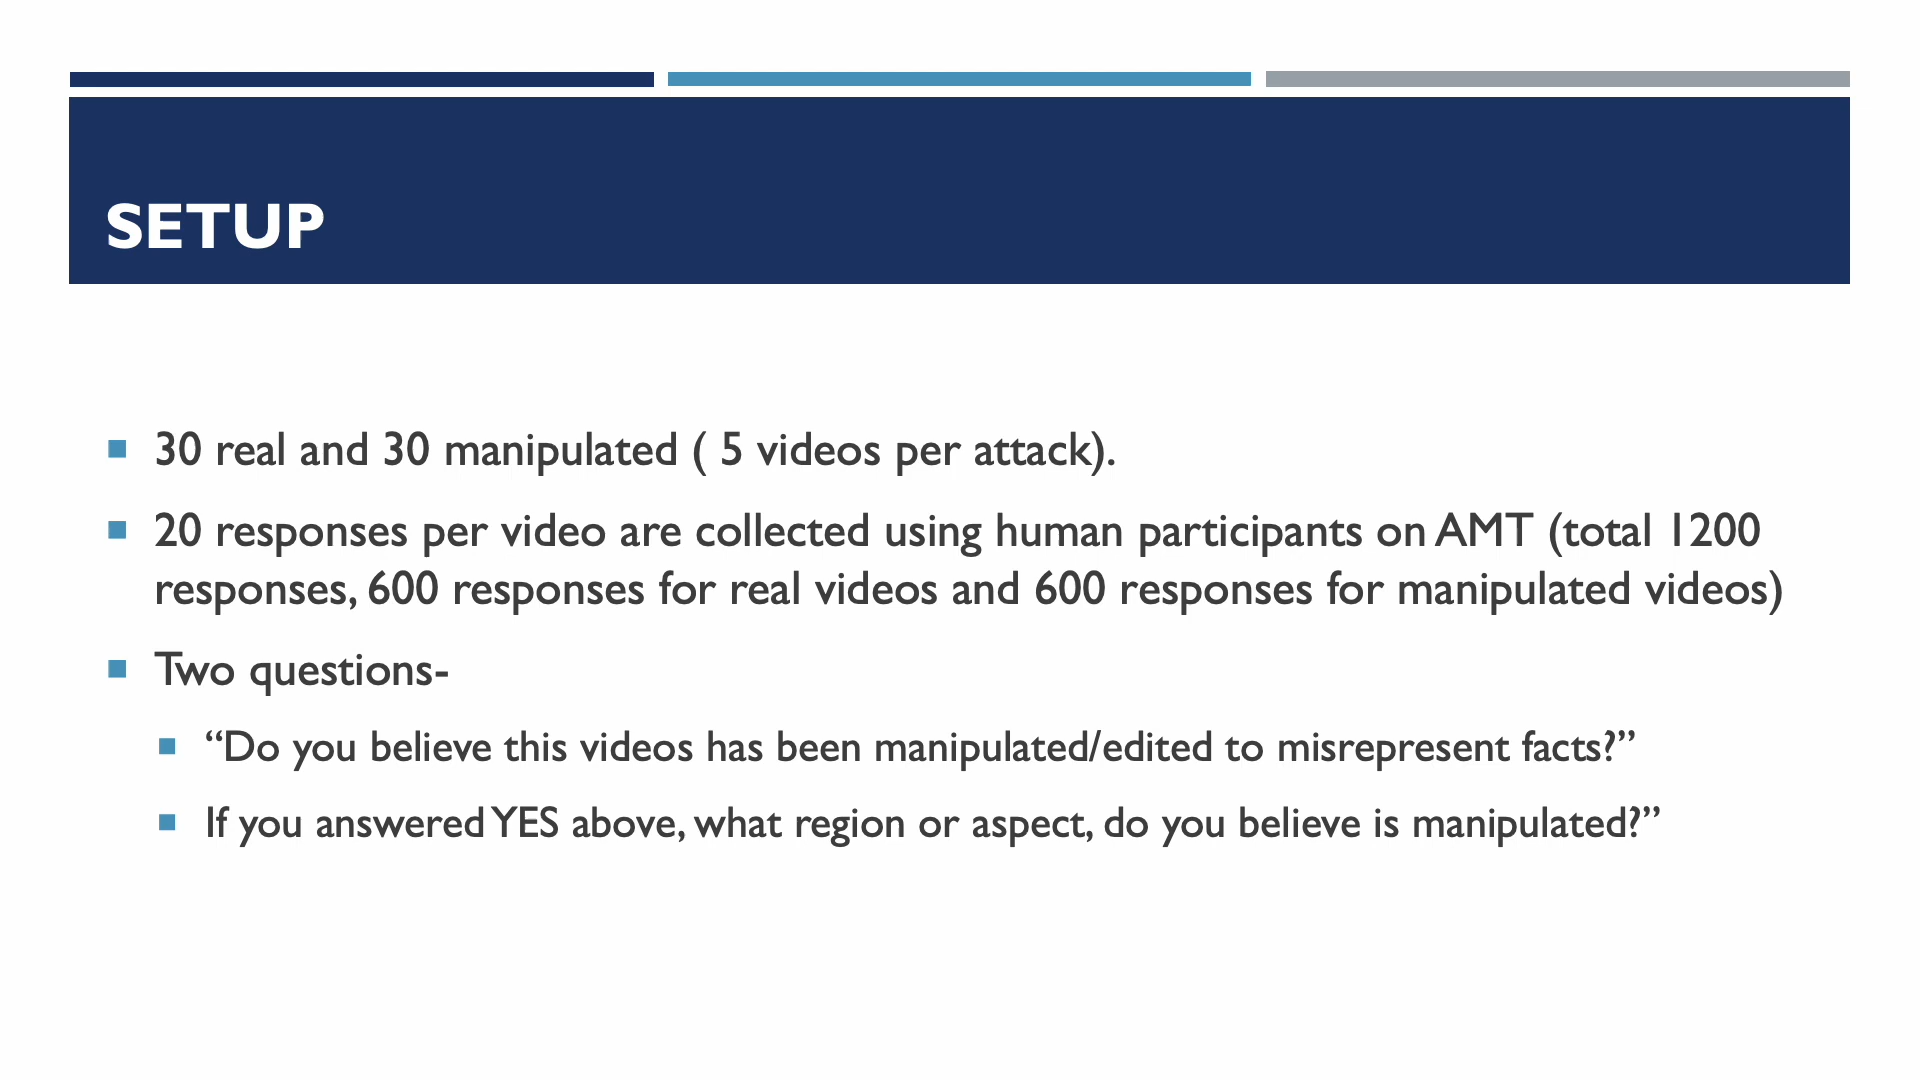 SETUP
30 real and 30 manipulated ( 5 videos per attack).
20 responses per video are collected using human participants on AMT (total 1200
responses, 600 responses for real videos and 600 responses for manipulated videos)
Two questions-
“Do you believe this videos has been manipulated/edited to misrepresent facts?”
If you answered YES above, what region or aspect, do you believe is manipulated?”